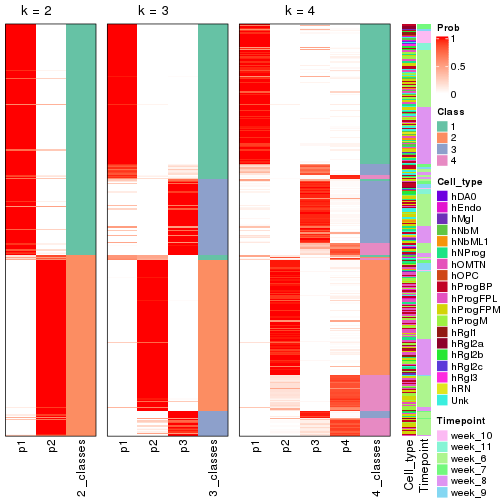 k = 2
k = 3
k = 4
p1
p2
2_classes
p1
p2
p3
3_classes
p1
p2
p3
p4
4_classes
Cell_type
Timepoint
Prob
1
0.5
0
Class
1
2
3
4
Cell_type
hDA0
hEndo
hMgl
hNbM
hNbML1
hNProg
hOMTN
hOPC
hProgBP
hProgFPL
hProgFPM
hProgM
hRgl1
hRgl2a
hRgl2b
hRgl2c
hRgl3
hRN
Unk
Timepoint
week_10
week_11
week_6
week_7
week_8
week_9